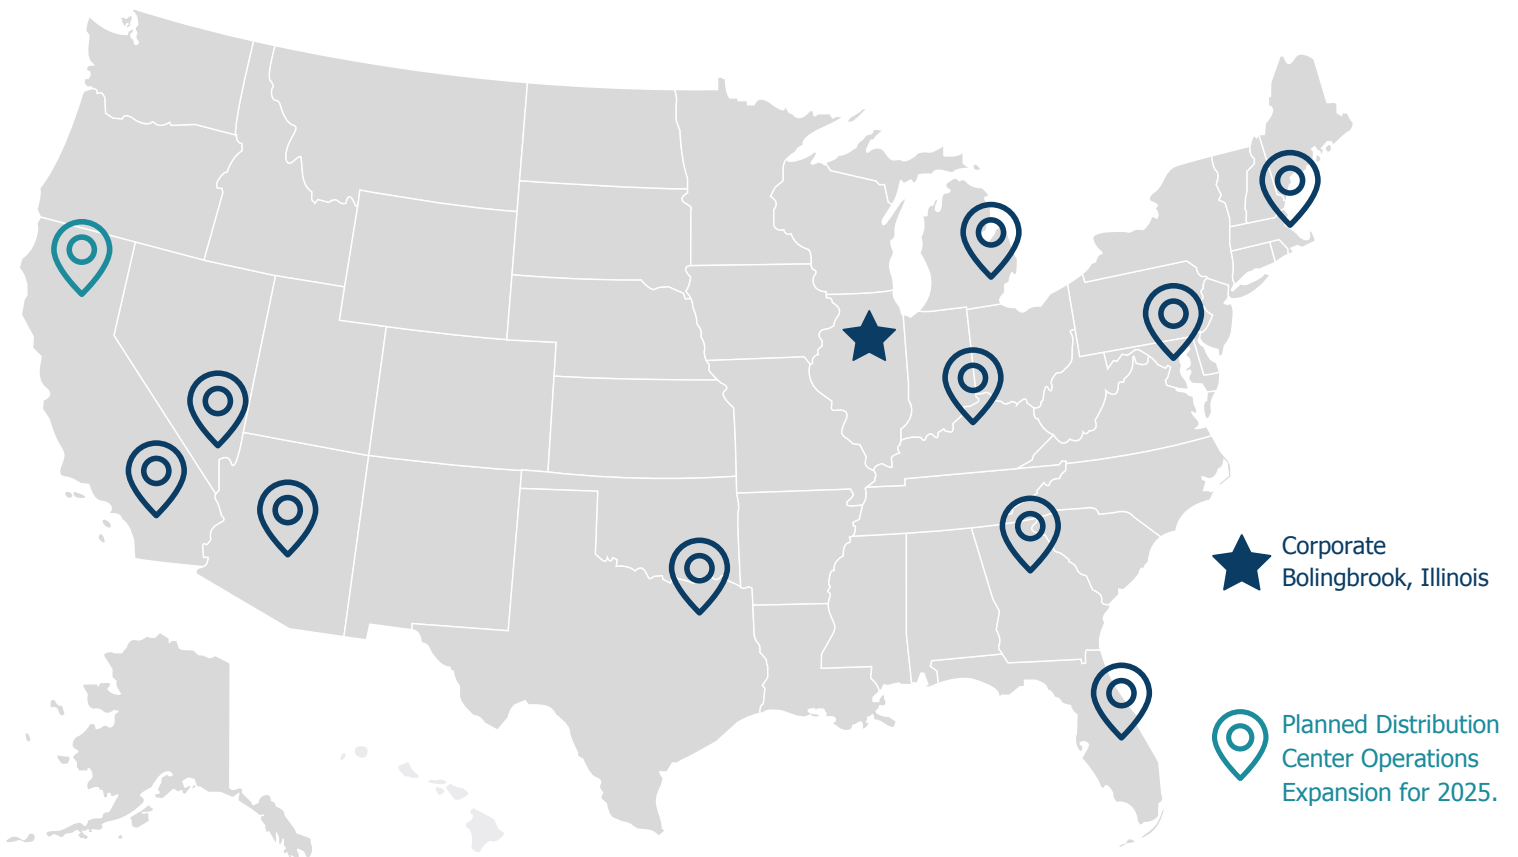 Corporate
Bolingbrook, Illinois
Planned Distribution
Center Operations
Expansion for 2025.